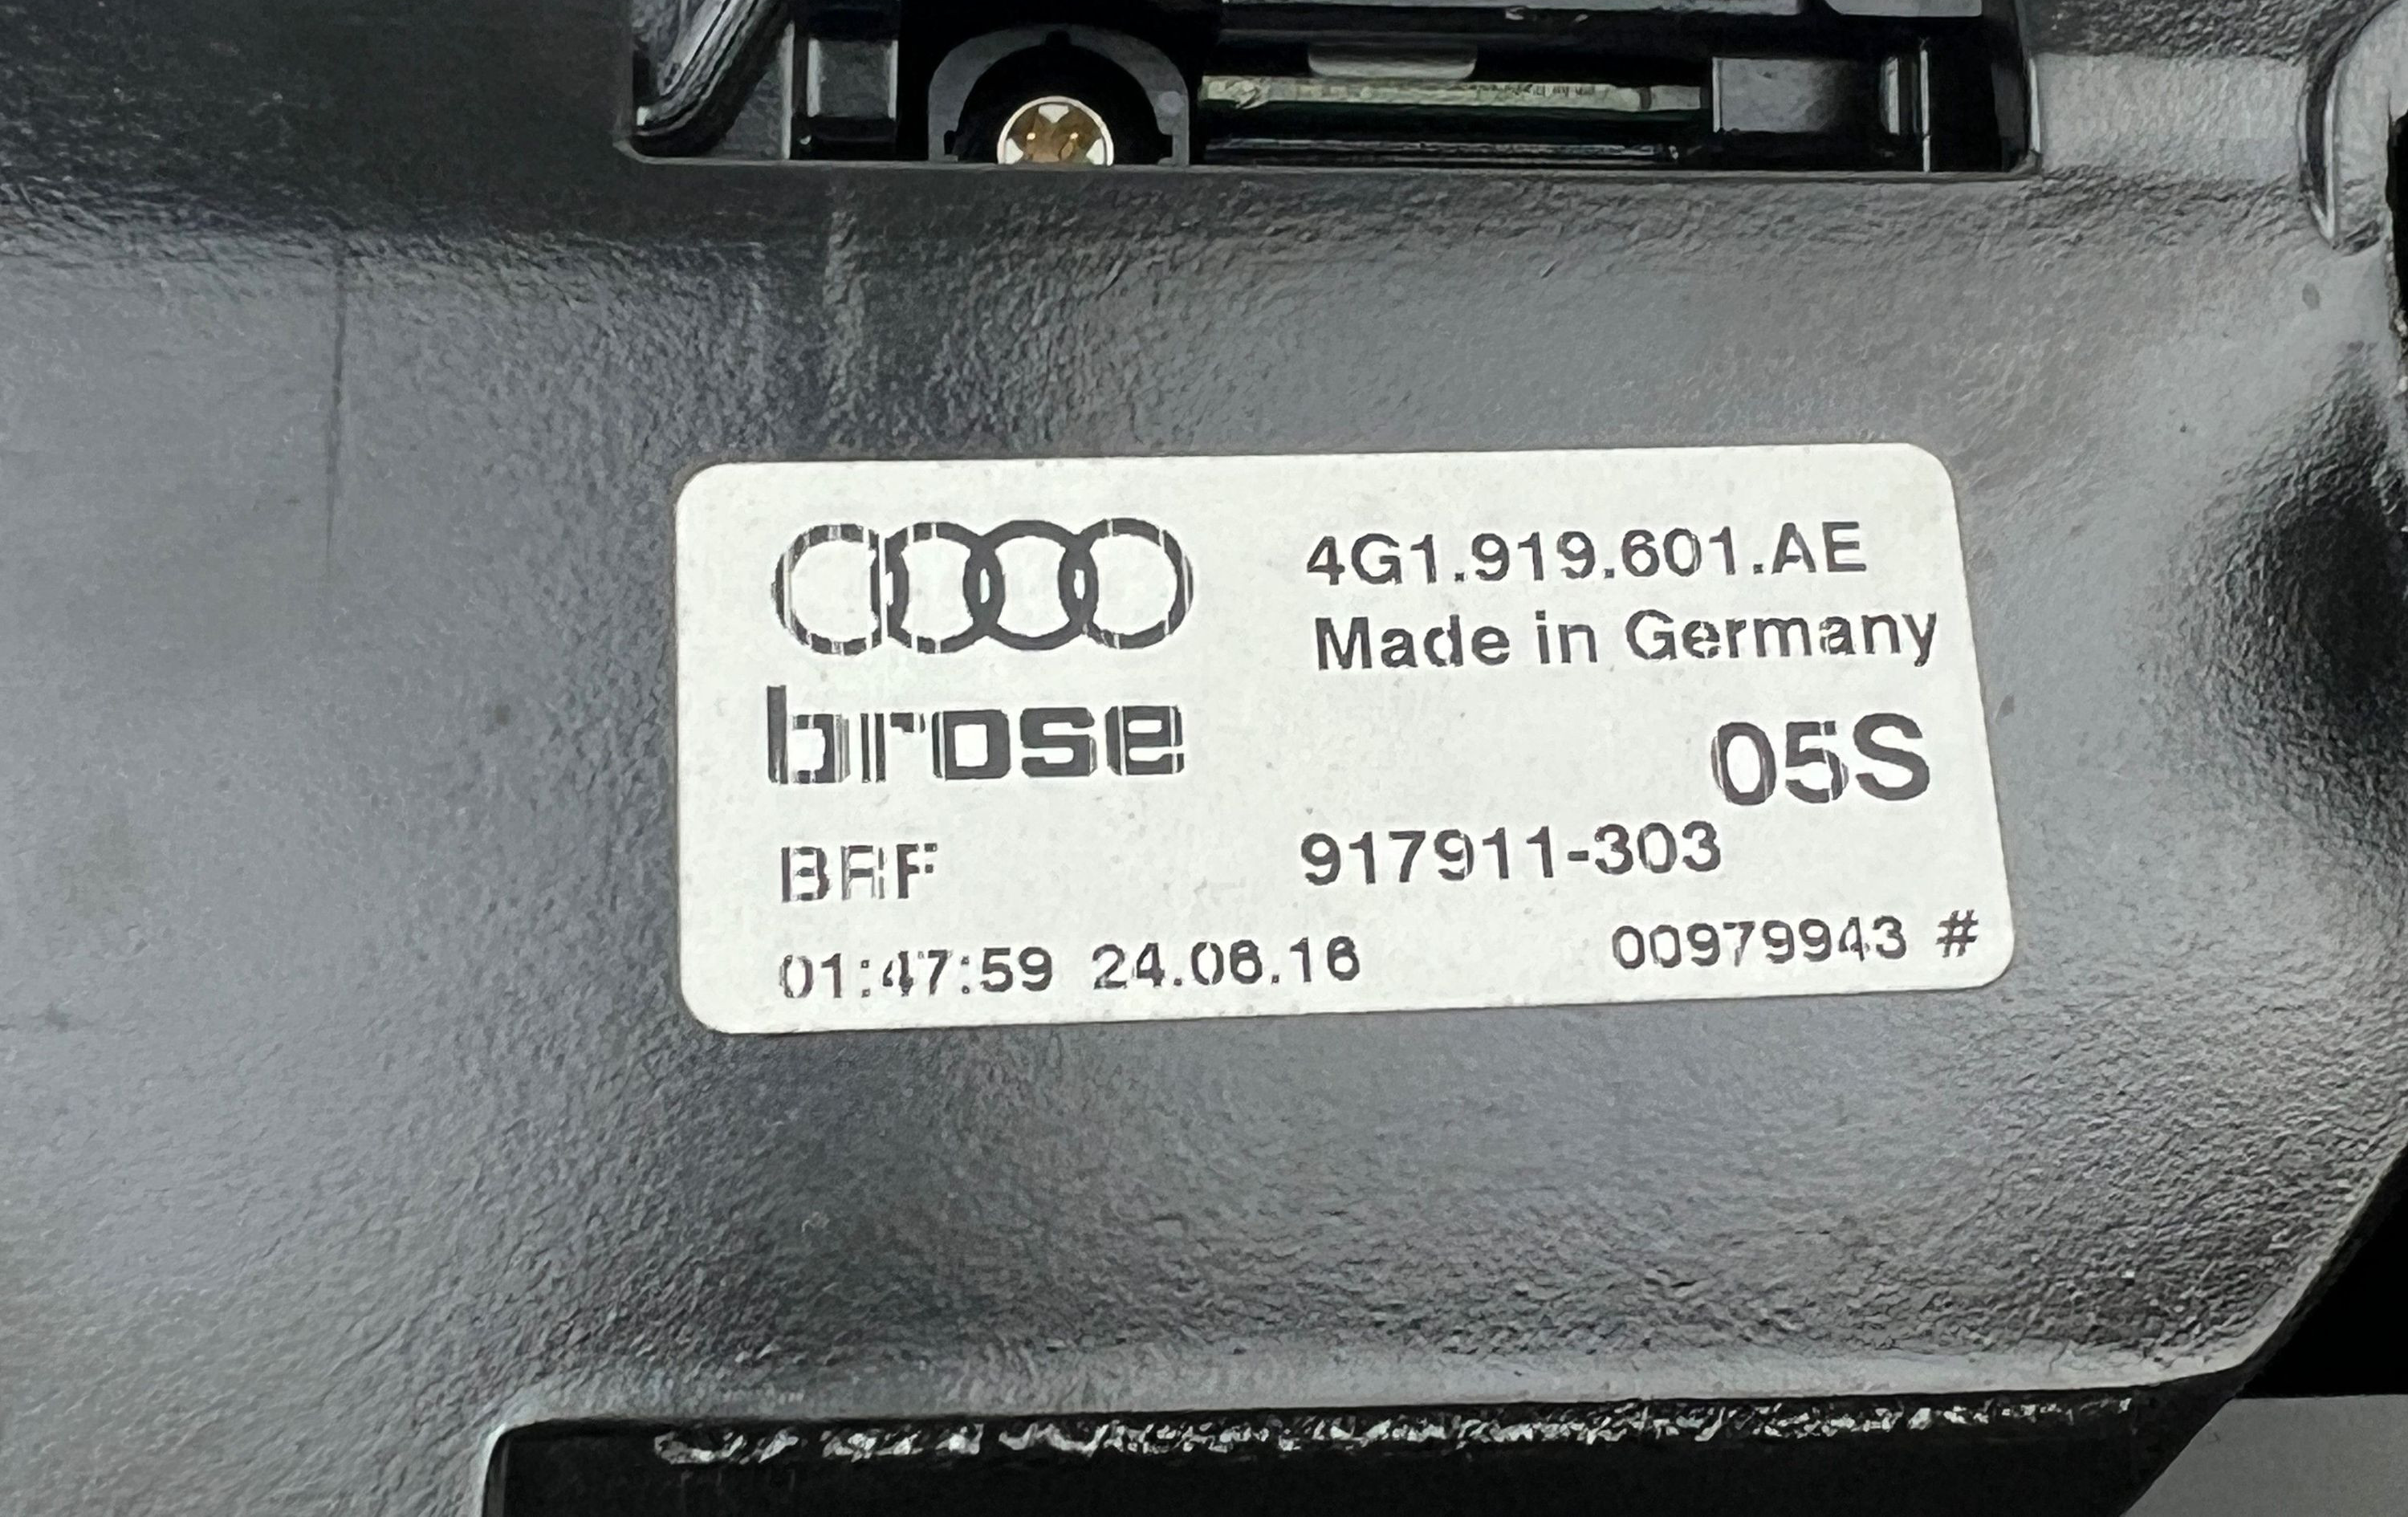 4G1.919.601.AE
Made in Germany
brose
05S
BRF
917911-303
01:47:59 24.06.16
00979943 #